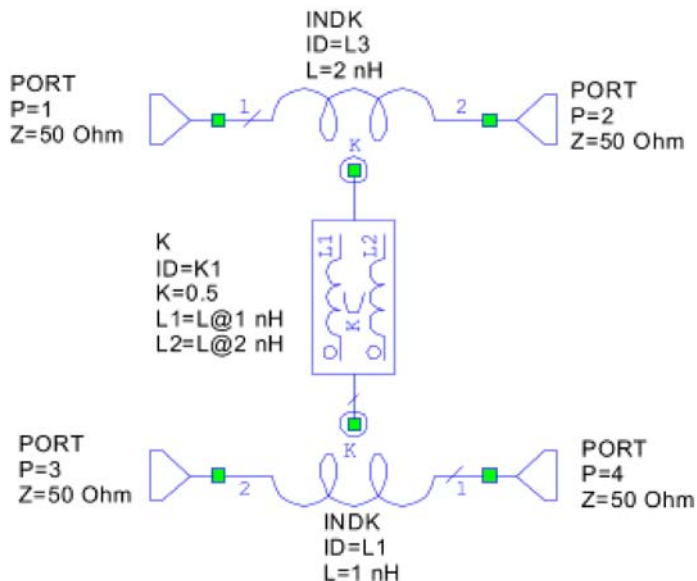 INDK
ID=L3
L=2 nH
PORT
P=1
Z=50 Ohm
1
2
PORT
P=2
Z=50 Ohm
K
K
ID=K1
K=0.5
L1=L@1 nH
L2=L@2 nH
L1
L2
K
PORT
P=3
Z=50 Ohm
K
2
1
PORT
P=4
Z=50 Ohm
INDK
ID=L1
L=1 nH